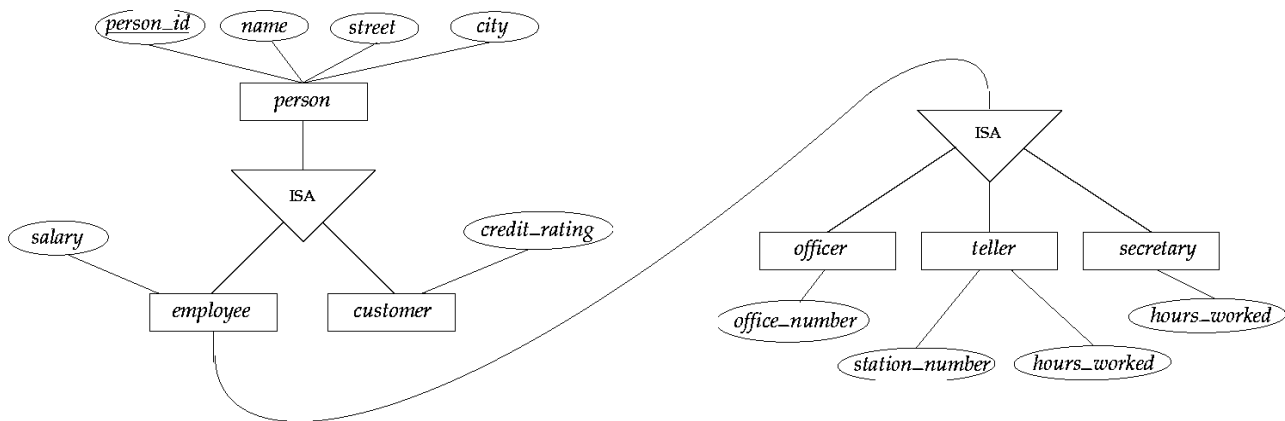 person_id
name
street
city
person
ISA
salary
credit_rating
employee
customer
ISA
officer
teller
secretary
office_number
hours_worked
station_number
hours_worked